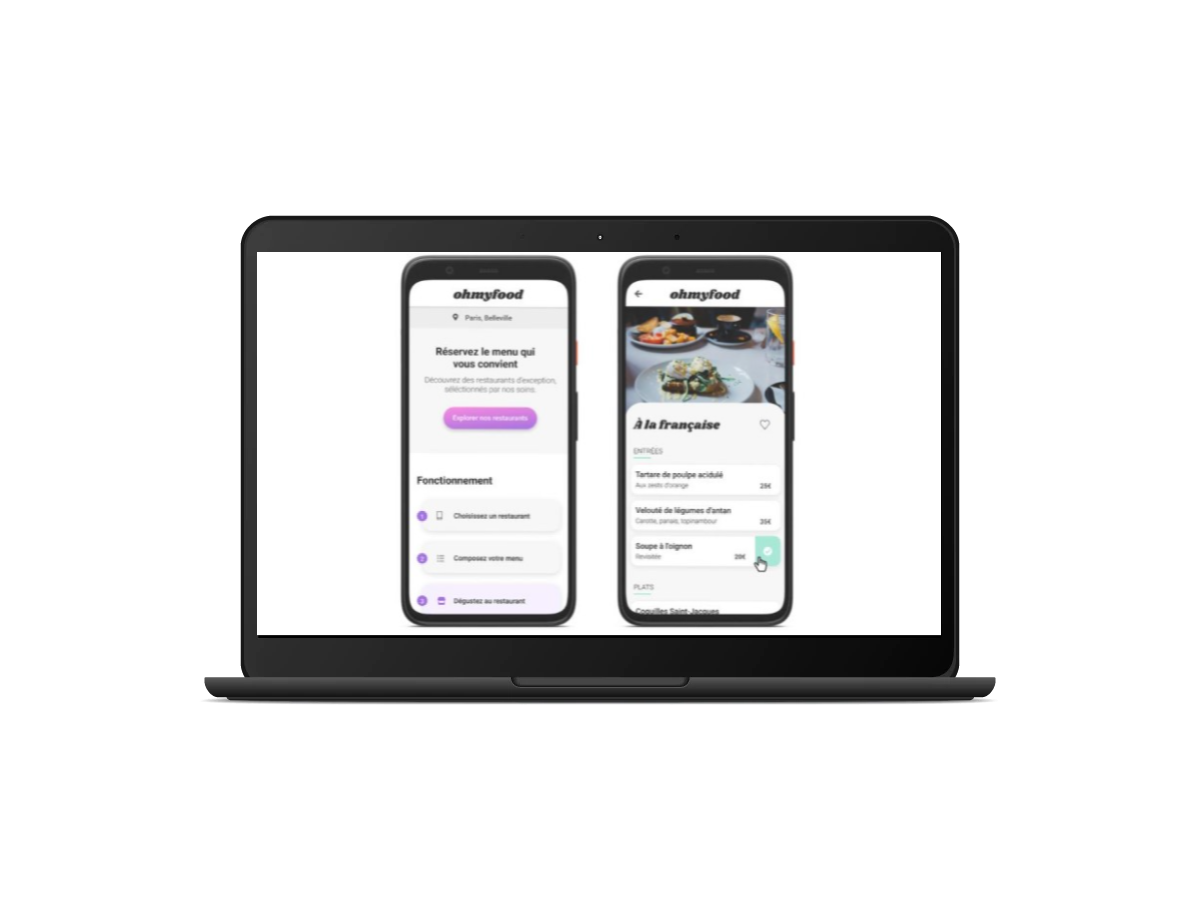 ohmyfood
Paris, Belleville
Réservez le menu qui
vous convient
Découvrez des restaurants d'exception,
séléctionnés par nos soins.
Explorer nos restaurants
Fonctionnement
1 Choisissez un restaurant
2 Composez votre menu
3 Dégustez au restaurant
ohmyfood
À la française
ENTRÉES
Tartare de poulpe acidulé
Aux zests d'orange 25€
Velouté de légumes d'antan
Carotte, panais, topinambour 35€
Soupe à l'oignon
Revisitée 20€
PLATS
Coquilles Saint-Jacques